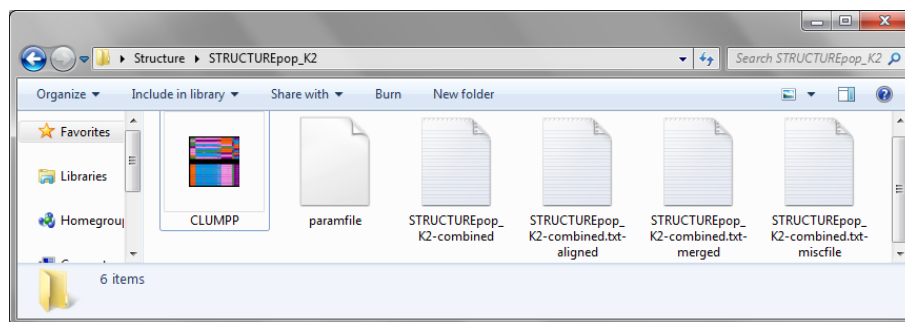 Structure ▸ STRUCTUREpop_K2
Search STRUCTUREpop_K2
Organize Include in library Share with Burn New folder
Favorites
Libraries
Homegrou
CLUMPP
paramfile
STRUCTUREpop_
K2-combined
STRUCTUREpop_
K2-combined.txt-
aligned
STRUCTUREpop_
K2-combined.txt-
merged
STRUCTUREpop_
K2-combined.txt-
miscfile
6 items